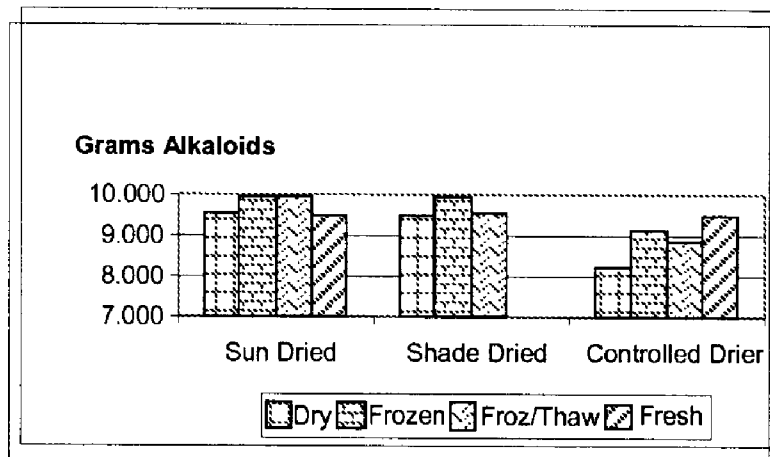 Grams Alkaloids
10.000
9.000
8.000
7.000
Sun Dried Shade Dried Controlled Drier
Dry Frozen Froz/Thaw Fresh